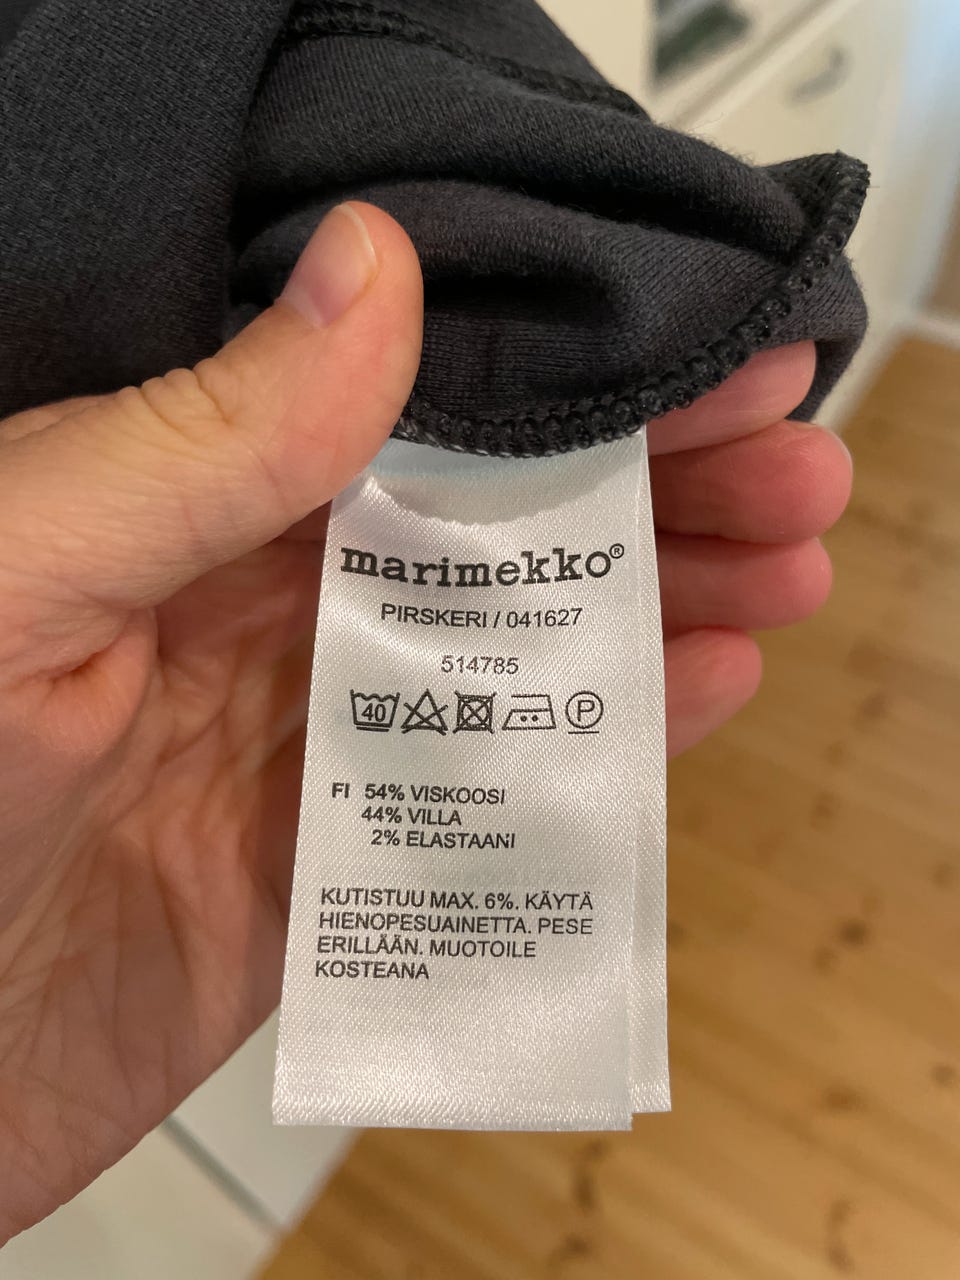 marimekko®
PIRSKERI / 041627
514785
40 P
FI 54% VISKOOSI
44% VILLA
2% ELASTAANI
KUTISTUU MAX. 6%. KÄYTÄ
HIENOPESUAINETTA. PESE
ERILLÄÄN. MUOTOILE
KOSTEANA